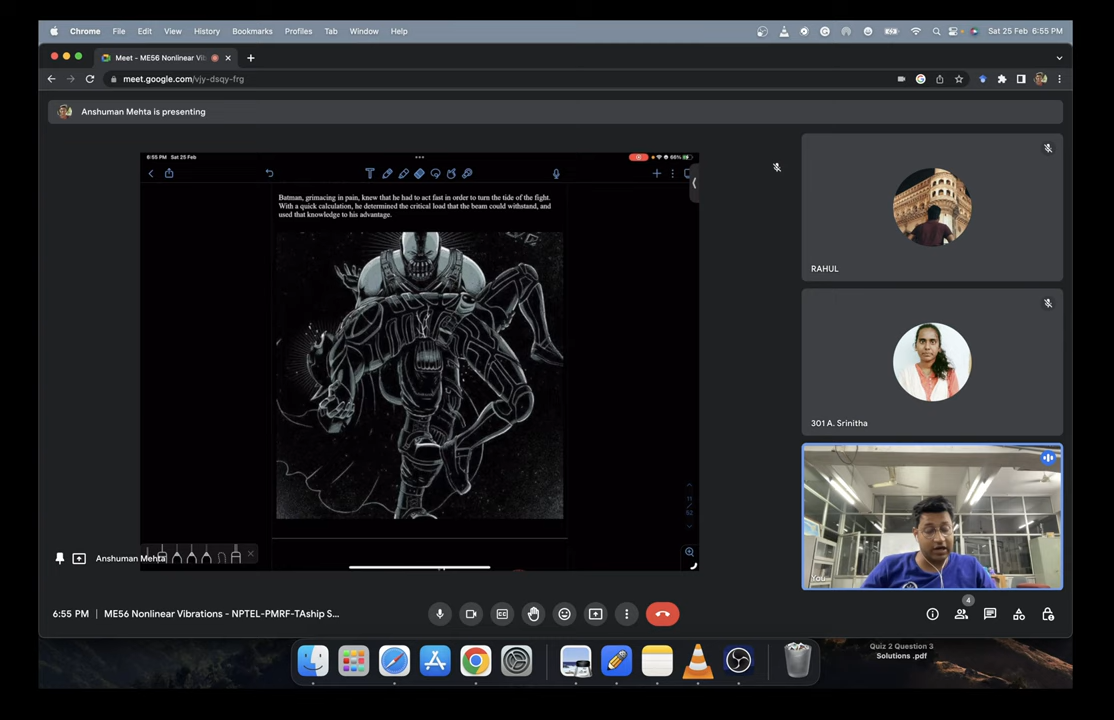 Chrome File Edit View History Bookmarks Profiles Tab Window Help Sat 25 Feb 6:55 PM
Meet - ME56 Nonlinear Vib
meet.google.com/vjy-dsqy-frg
Anshuman Mehta is presenting
6:55 PM Sat 25 Feb 66%
Batman, grimacing in pain, knew that he had to act fast in order to turn the tide of the fight.
With a quick calculation, he determined the critical load that the beam could withstand, and
used that knowledge to his advantage.
RAHUL
301 A. Srinitha
You
Anshuman Mehta
6:55 PM | ME56 Nonlinear Vibrations - NPTEL-PMRF-TAship S...
4
Quiz 2 Question 3
Solutions .pdf